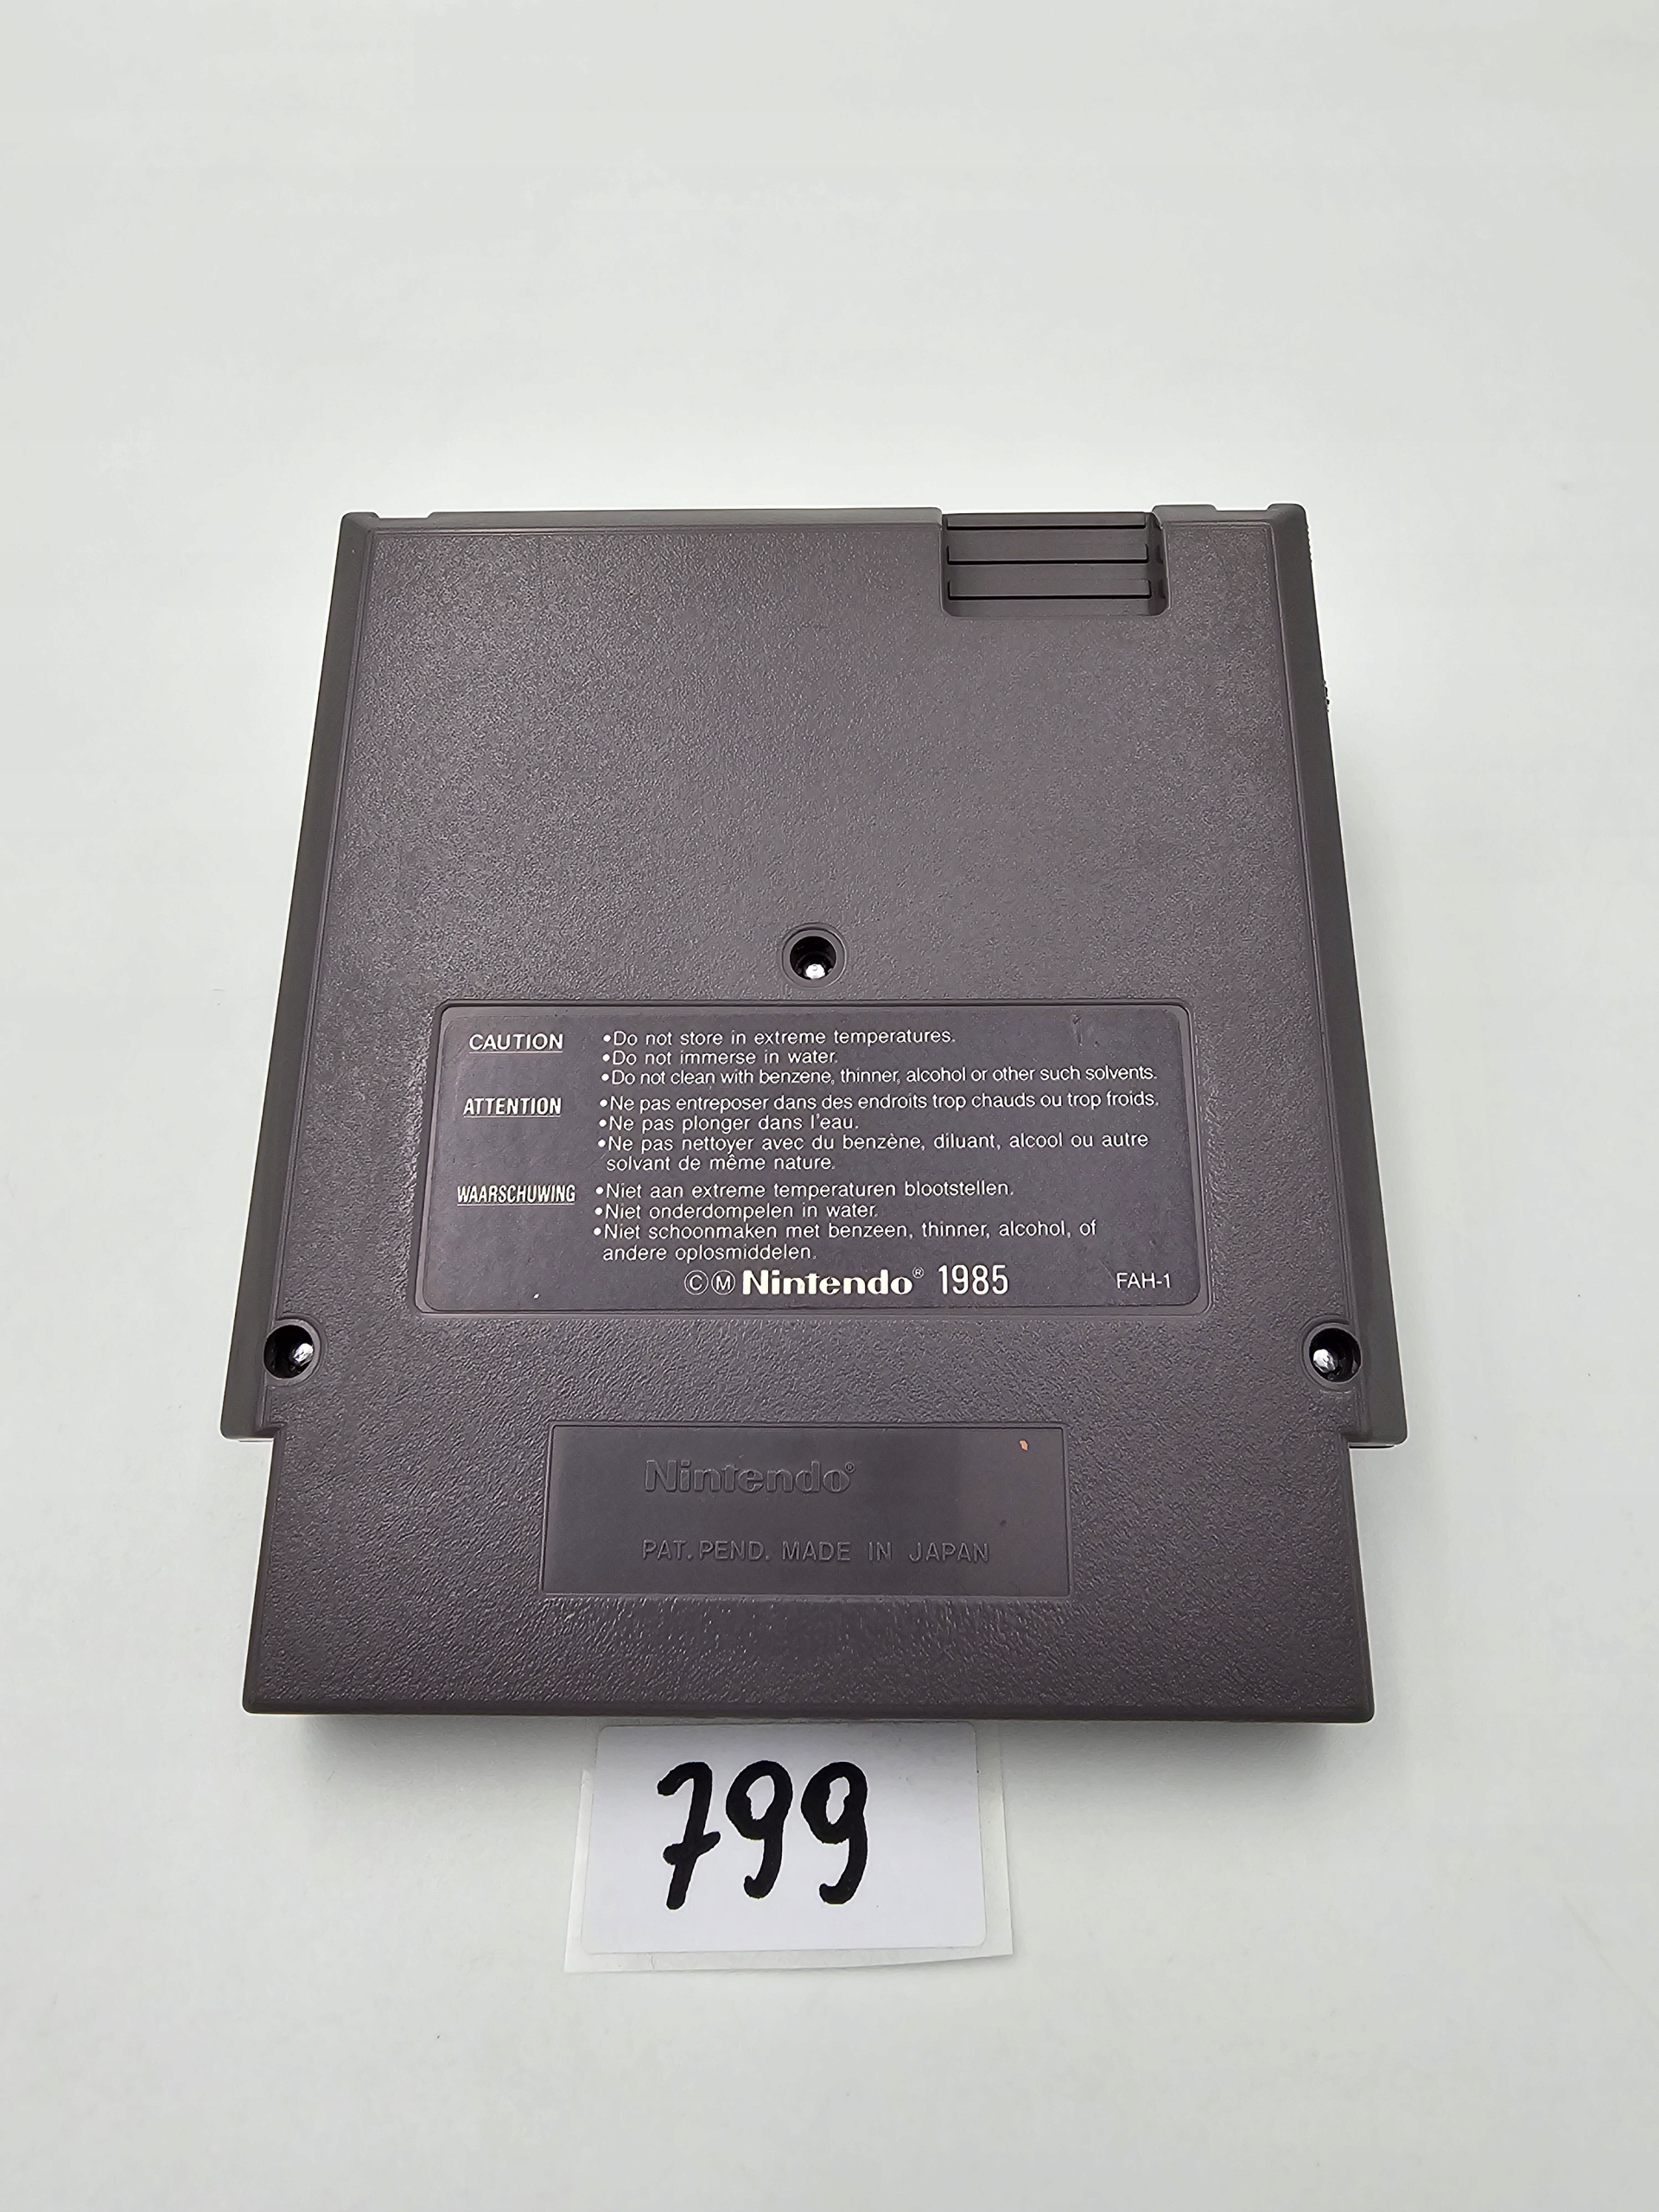 CAUTION •Do not store in extreme temperatures.
•Do not immerse in water.
•Do not clean with benzene, thinner, alcohol or other such solvents.
ATTENTION •Ne pas entreposer dans des endroits trop chauds ou trop froids.
•Ne pas plonger dans l'eau.
•Ne pas nettoyer avec du benzène, diluant, alcool ou autre
solvant de même nature.
WAARSCHUWING •Niet aan extreme temperaturen blootstellen.
•Niet onderdompelen in water.
•Niet schoonmaken met benzeen, thinner, alcohol, of
andere oplosmiddelen.
ⒸⓂ Nintendo® 1985 FAH-1
Nintendo®
PAT. PEND. MADE IN JAPAN
799